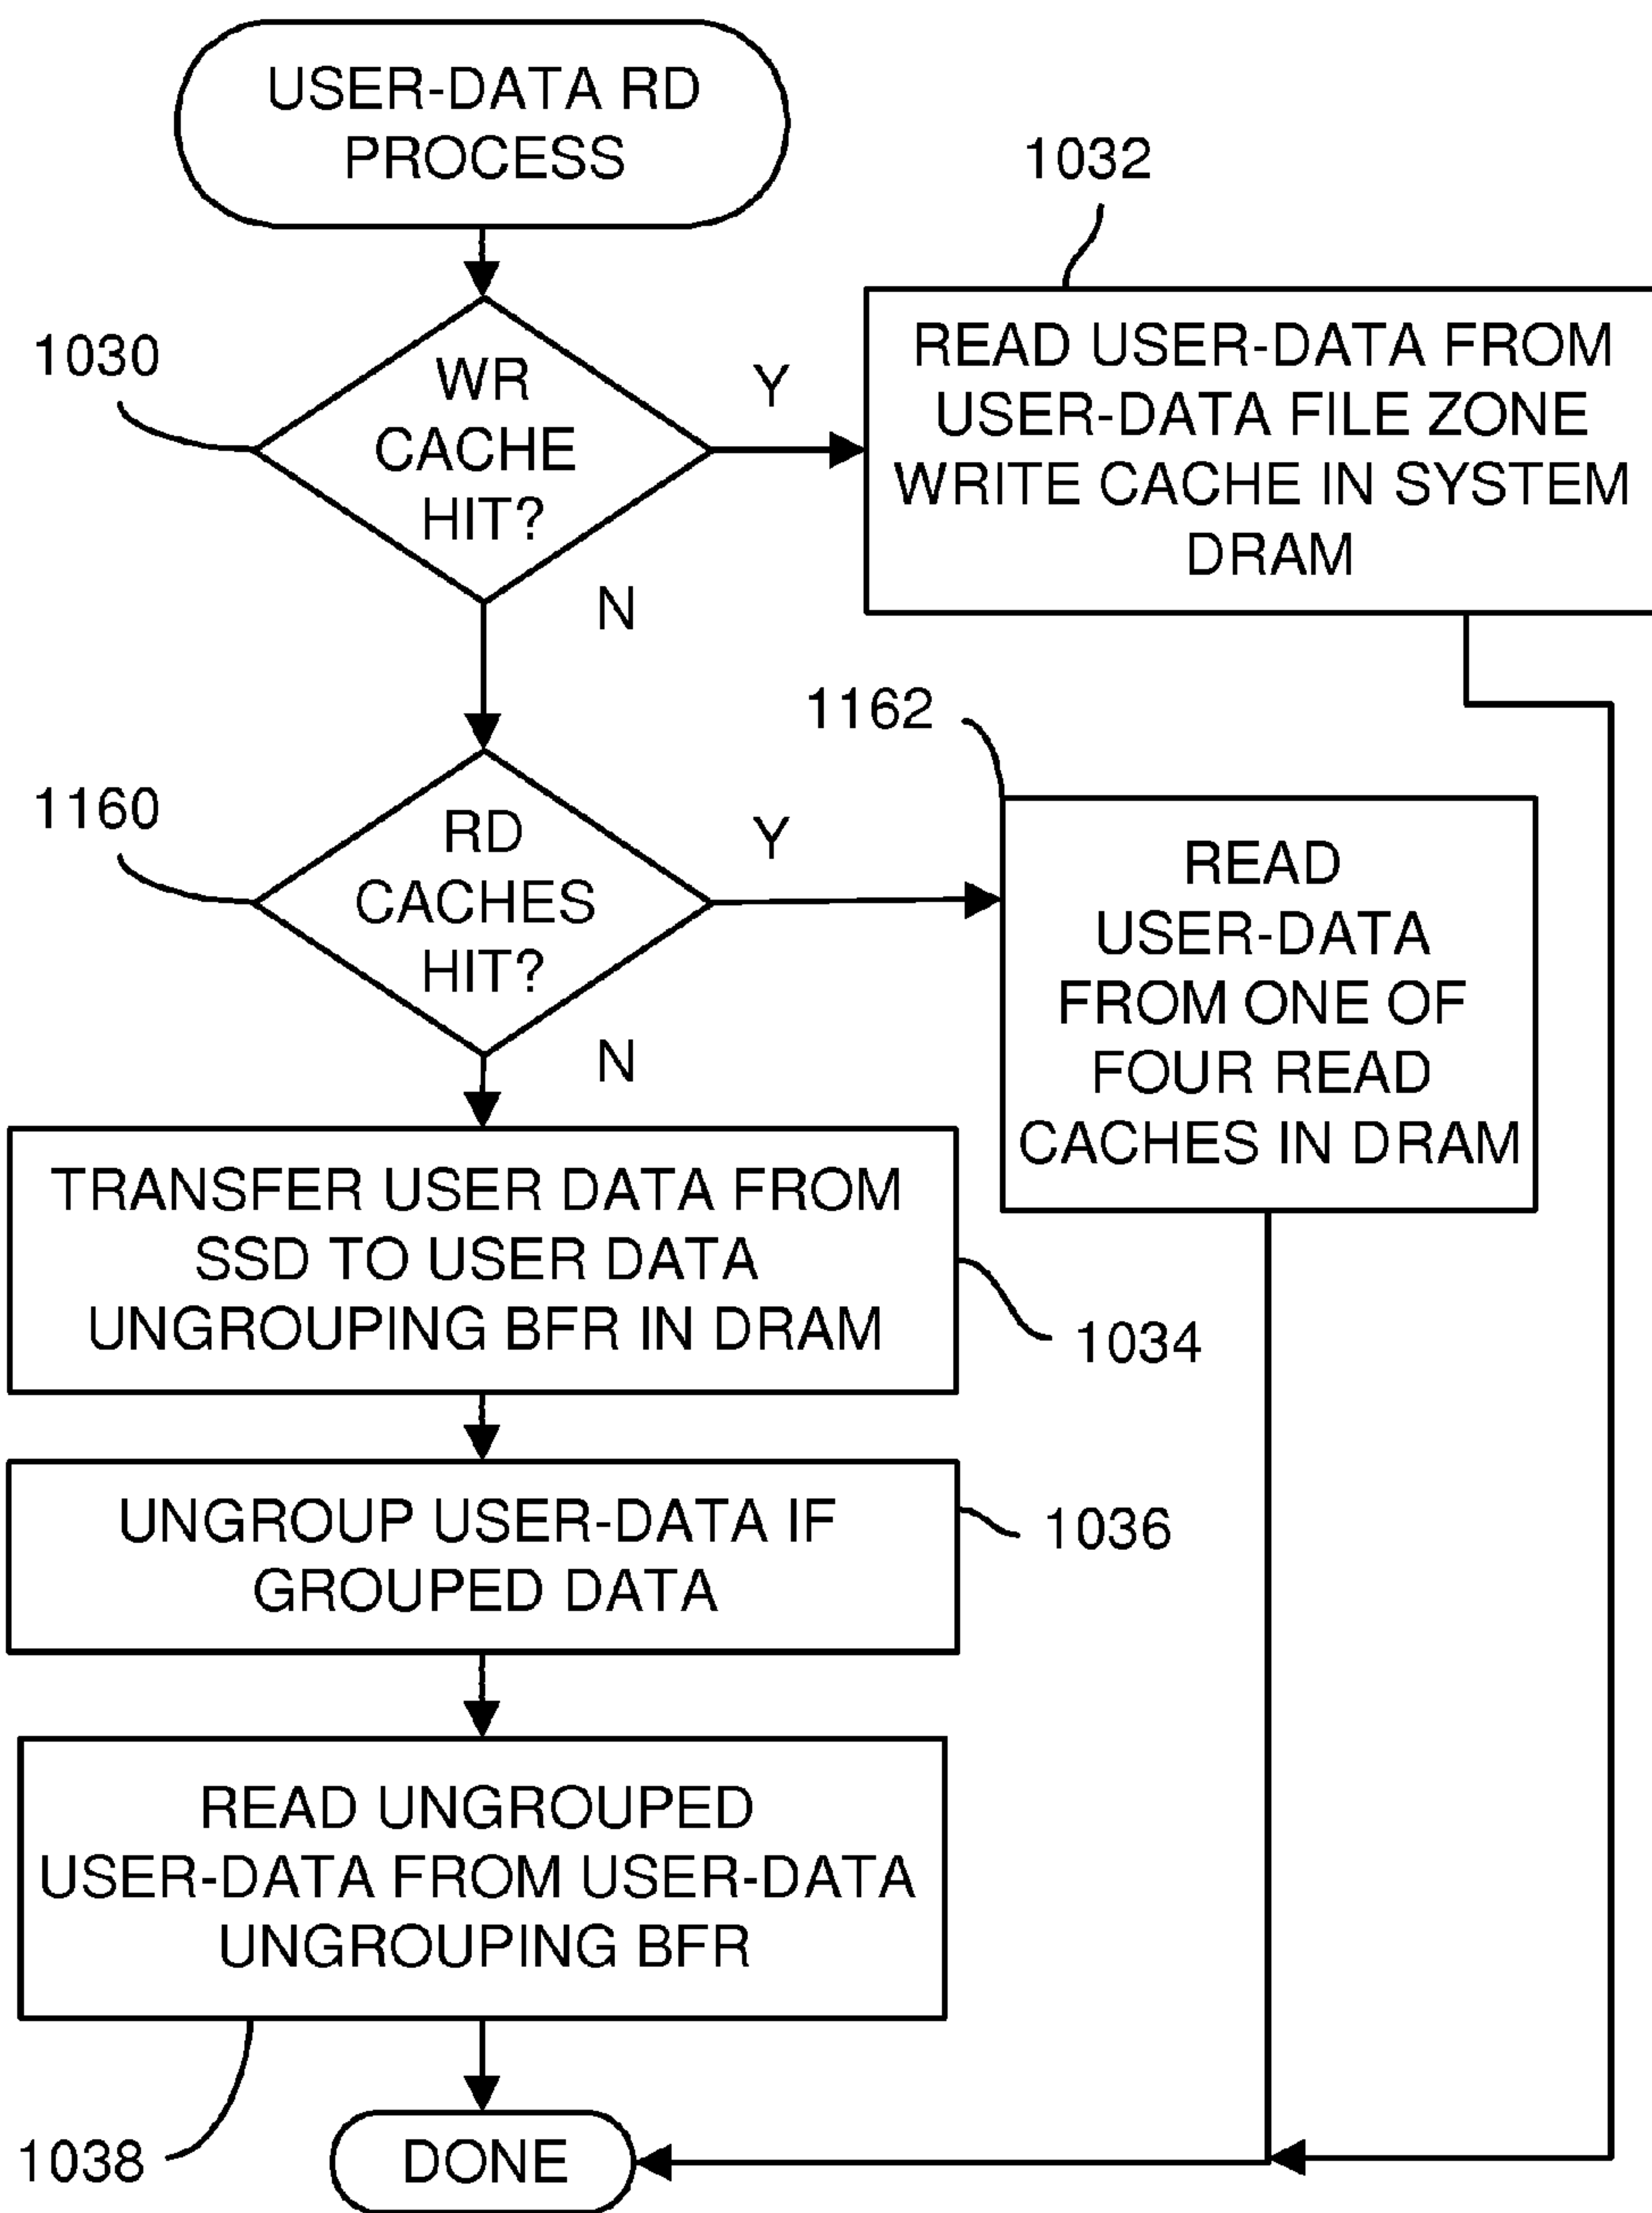 USER-DATA RD
PROCESS
1032
1030
WR
CACHE
HIT?
Y
READ USER-DATA FROM
USER-DATA FILE ZONE
WRITE CACHE IN SYSTEM
DRAM
N
1162
1160
RD
CACHES
HIT?
Y
READ
USER-DATA
FROM ONE OF
FOUR READ
CACHES IN DRAM
N
TRANSFER USER DATA FROM
SSD TO USER DATA
UNGROUPING BFR IN DRAM
1034
UNGROUP USER-DATA IF
GROUPED DATA
1036
READ UNGROUPED
USER-DATA FROM USER-DATA
UNGROUPING BFR
1038
DONE